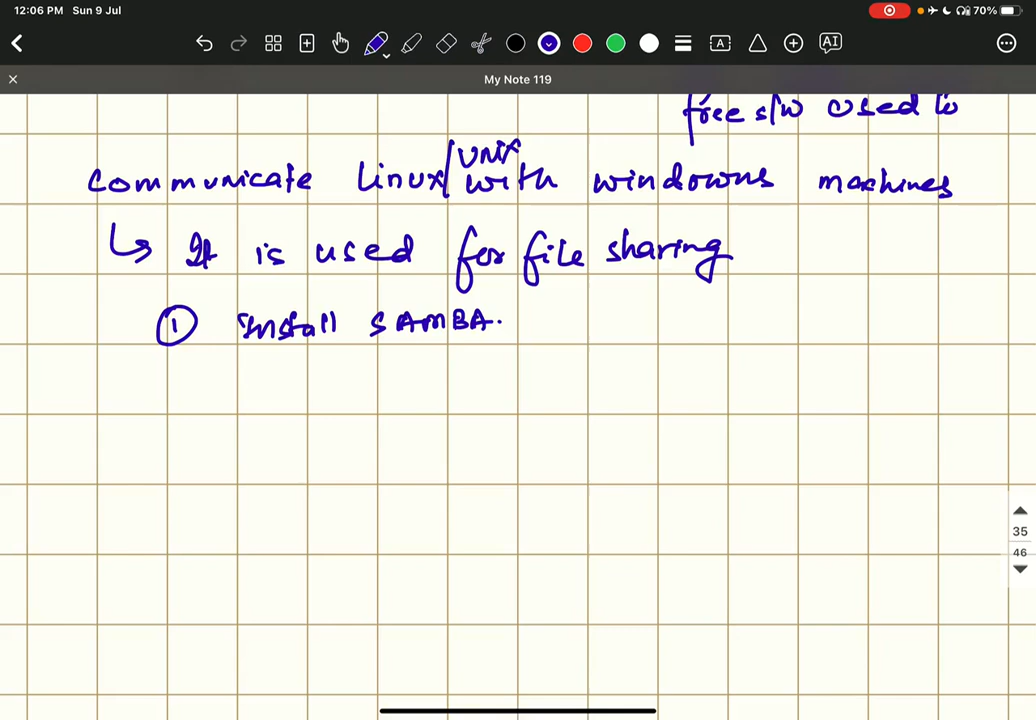 12:06 PM Sun 9 Jul 70%
A AI
My Note 119
free s/w used to
UNIX
communicate Linux/ with windowns machines
↳ It is used for file sharing
① Install SAMBA.
35
46